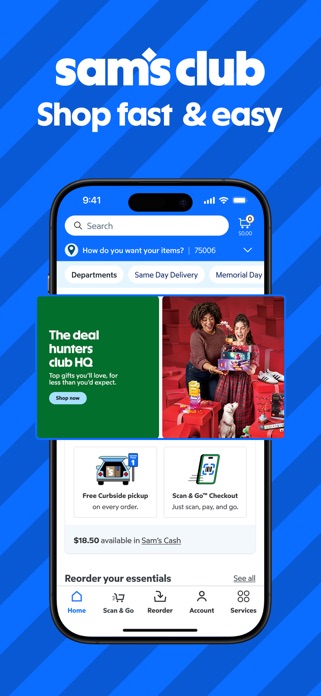 sam's club
Shop fast & easy
9:41
Search
0
$0.00
How do you want your items? | 75006
Departments
Same Day Delivery
Memorial Day
The deal
hunters
club HQ
Top gifts you'll love, for
less than you'd expect.
Shop now
1
Free Curbside pickup
on every order.
Scan & Go™ Checkout
Just scan, pay, and go.
$18.50 available in Sam's Cash
Reorder your essentials
See all
Home
Scan & Go
Reorder
Account
Services